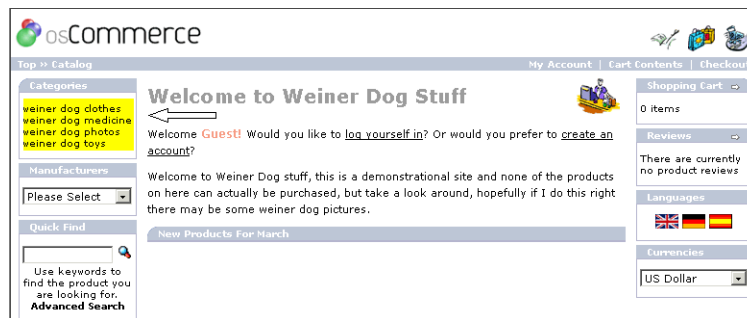 osCommerce
Top » Catalog
My Account | Cart Contents | Checkout
Categories
weiner dog clothes
weiner dog medicine
weiner dog photos
weiner dog toys
Manufacturers
Please Select
Quick Find
Use keywords to
find the product you
are looking for.
Advanced Search
Welcome to Weiner Dog Stuff
Welcome Guest! Would you like to log yourself in? Or would you prefer to create an
account?
Welcome to Weiner Dog stuff, this is a demonstrational site and none of the products
on here can actually be purchased, but take a look around, hopefully if I do this right
there may be some weiner dog pictures.
New Products For March
Shopping Cart
0 items
Reviews
There are currently
no product reviews
Languages
Currencies
US Dollar